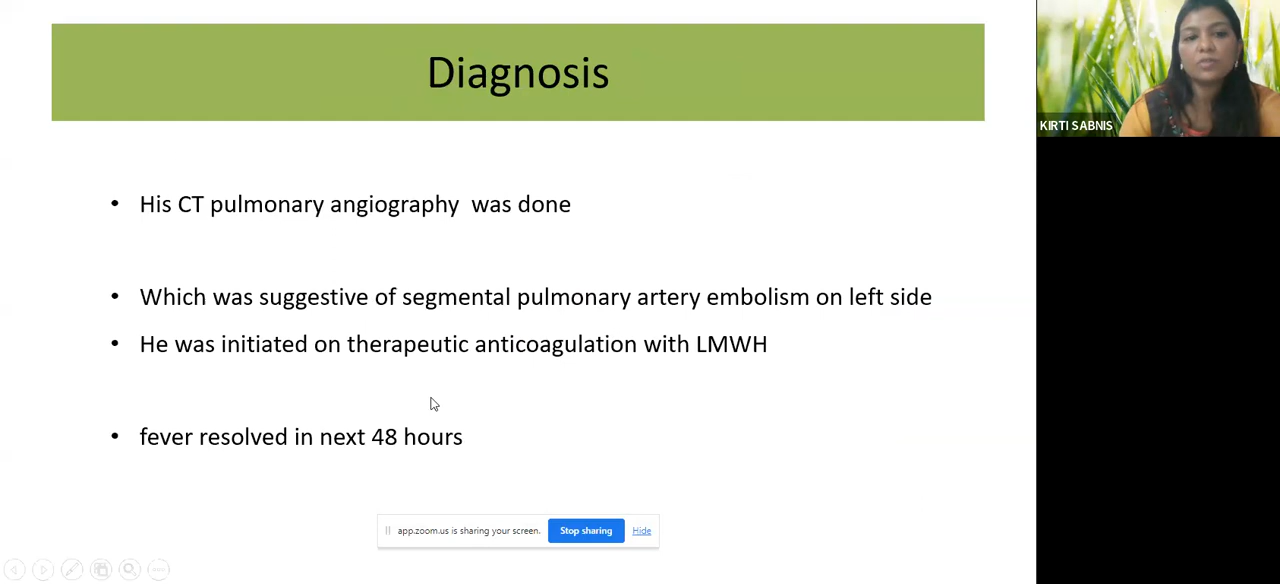 Diagnosis
KIRTI SABNIS
• His CT pulmonary angiography was done
• Which was suggestive of segmental pulmonary artery embolism on left side
• He was initiated on therapeutic anticoagulation with LMWH
• fever resolved in next 48 hours
app.zoom.us is sharing your screen. Stop sharing Hide